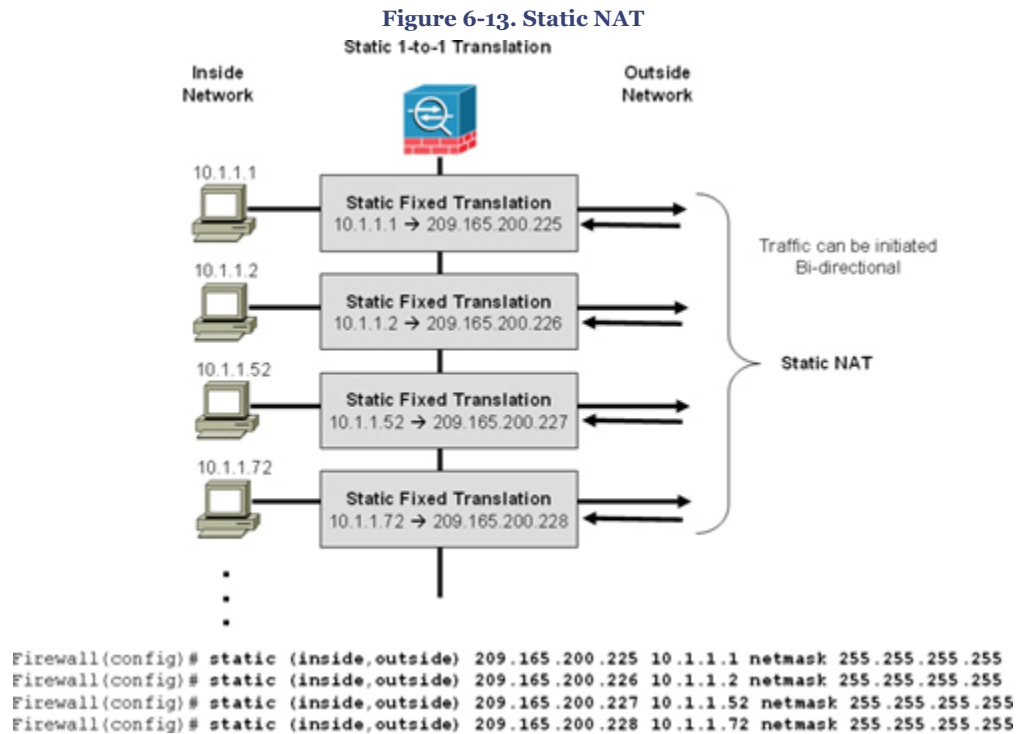 Figure 6-13. Static NAT
Static 1-to-1 Translation
Inside
Network
Outside
Network
10.1.1.1
Static Fixed Translation
10.1.1.1 → 209.165.200.225
Traffic can be initiated
Bi-directional
10.1.1.2
Static Fixed Translation
10.1.1.2 → 209.165.200.226
Static NAT
10.1.1.52
Static Fixed Translation
10.1.1.52 → 209.165.200.227
10.1.1.72
Static Fixed Translation
10.1.1.72 → 209.165.200.228
Firewall(config)# static (inside,outside) 209.165.200.225 10.1.1.1 netmask 255.255.255.255
Firewall(config)# static (inside,outside) 209.165.200.226 10.1.1.2 netmask 255.255.255.255
Firewall(config)# static (inside,outside) 209.165.200.227 10.1.1.52 netmask 255.255.255.255
Firewall(config)# static (inside,outside) 209.165.200.228 10.1.1.72 netmask 255.255.255.255